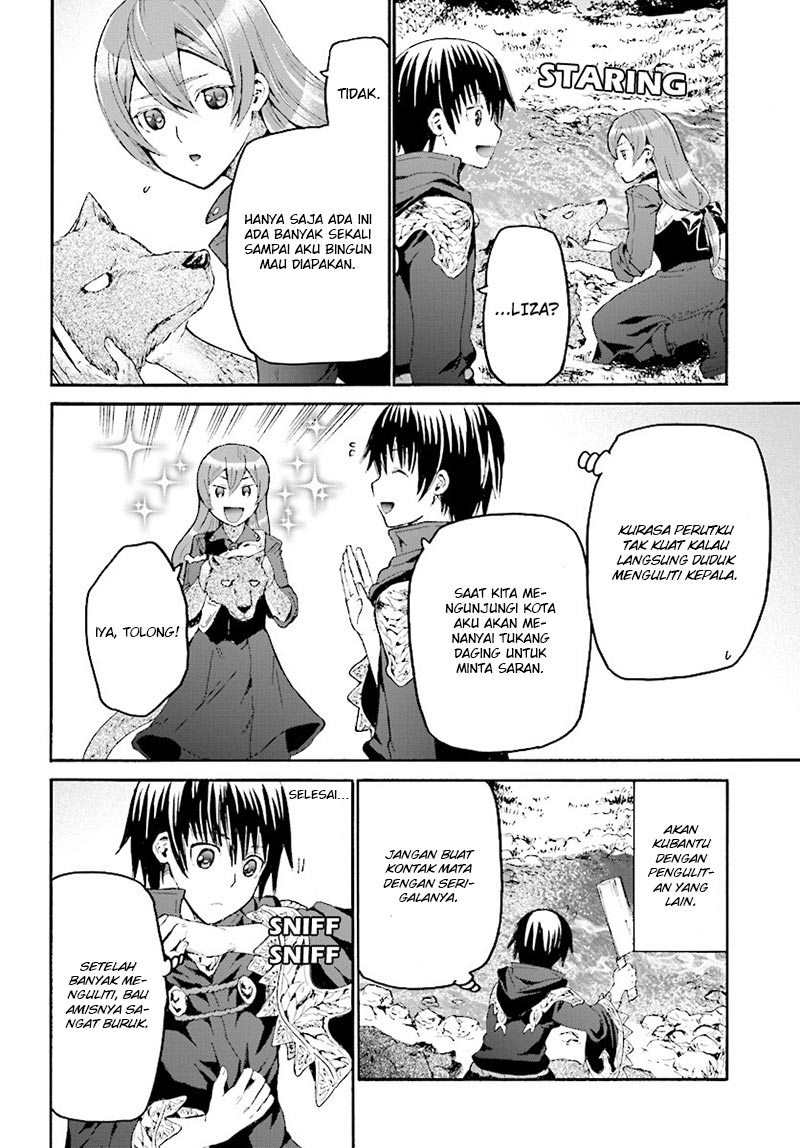 STARING
...LIZA?
TIDAK.
HANYA SAJA ADA INI
ADA BANYAK SEKALI
SAMPAI AKU BINGUN
MAU DIAPAKAN.
KURASA PERUTKU
TAK KUAT KALAU
LANGSUNG DUDUK
MENGULITI KEPALA.
SAAT KITA ME-
NGUNJUNGI KOTA
AKU AKAN ME-
NANYAI TUKANG
DAGING UNTUK
MINTA SARAN.
IYA, TOLONG!
AKAN
KUBANTU
DENGAN
PENGULIT-
AN YANG
LAIN.
JANGAN BUAT
KONTAK MATA
DENGAN SERI-
GALANYA.
SELESAI...
SNIFF
SNIFF
SETELAH
BANYAK ME-
NGULITI, BAU
AMISNYA SA-
NGAT BURUK.